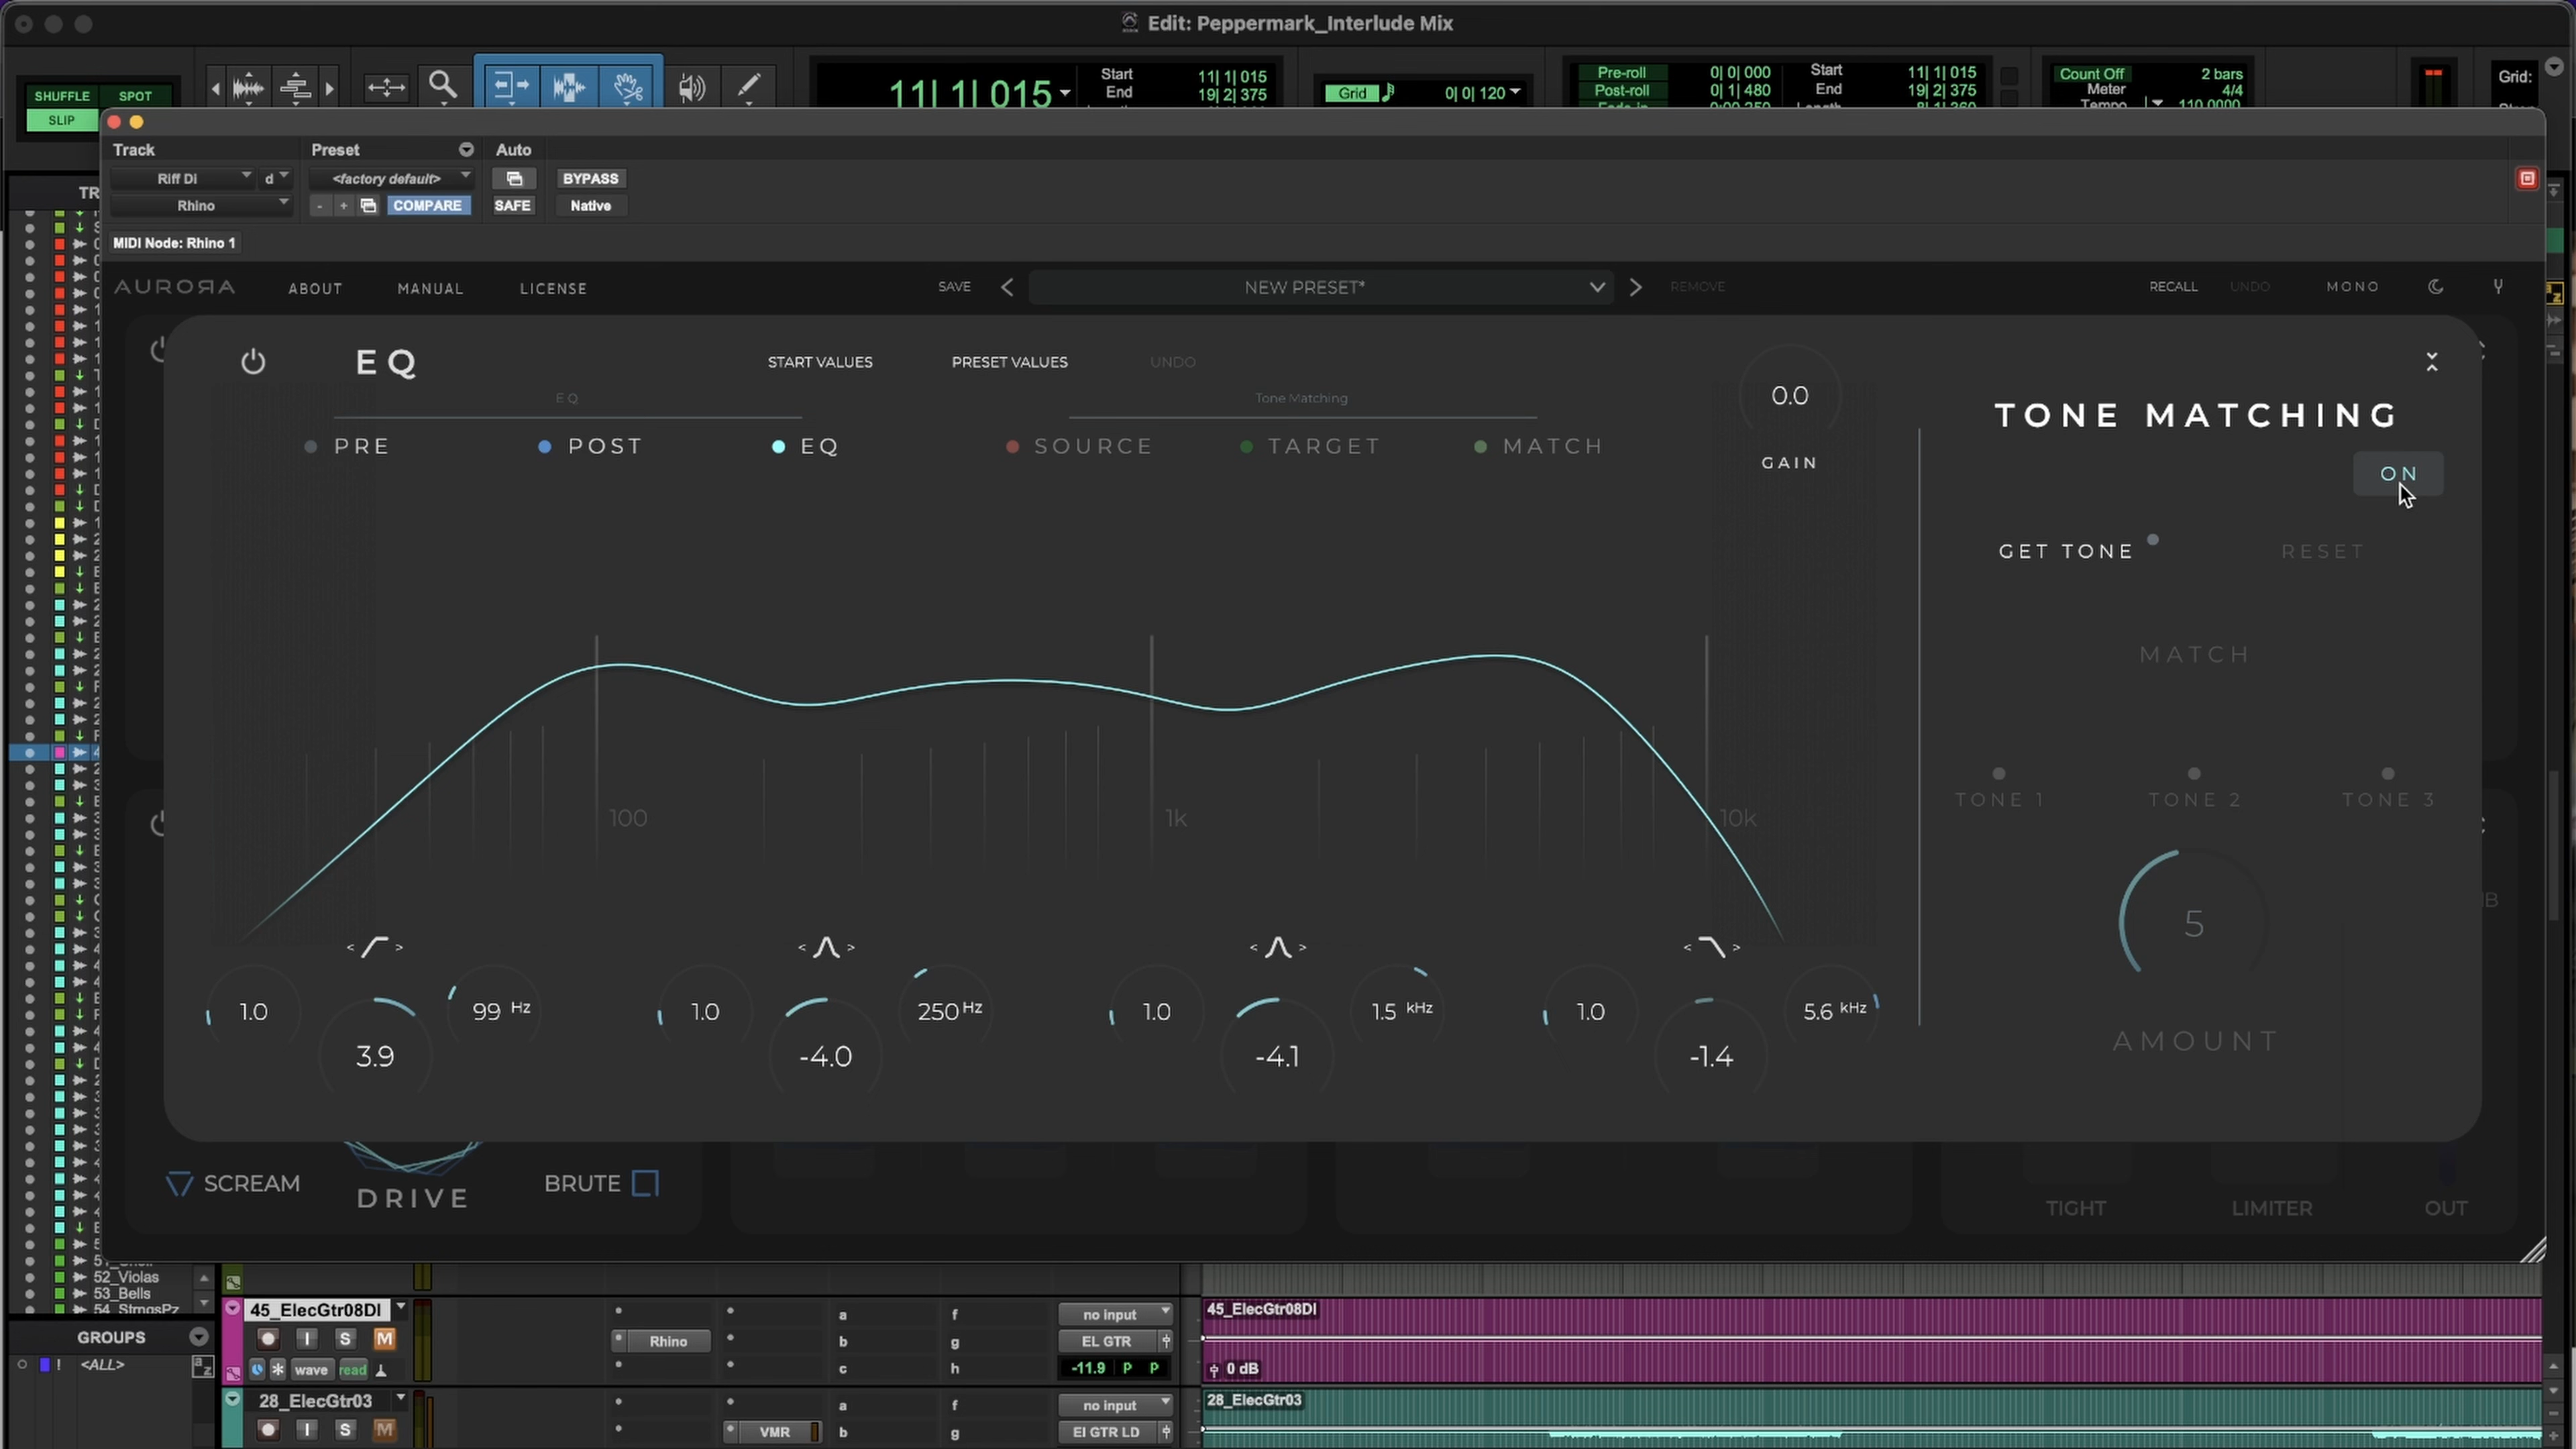 Edit: Peppermark_Interlude Mix
SHUFFLE SPOT
SLIP
11| 1| 015
Start 11| 1| 015
End 19| 2| 375
Grid 0| 0| 120
Pre-roll 0| 0| 000
Post-roll 0| 1| 480
Start 11| 1| 015
End 19| 2| 375
Count Off 2 bars
Meter 4/4
Tempo 110.0000
Grid:
Track Preset Auto
Riff DI d <factory default> BYPASS
Rhino - + COMPARE SAFE Native
MIDI Node: Rhino 1
AURORA ABOUT MANUAL LICENSE SAVE NEW PRESET* REMOVE RECALL UNDO MONO
EQ START VALUES PRESET VALUES UNDO 0.0
EQ Tone Matching
PRE POST EQ SOURCE TARGET MATCH GAIN
TONE MATCHING
ON
GET TONE RESET
MATCH
TONE 1 TONE 2 TONE 3
5
AMOUNT
100 1k 10k
1.0 99 Hz 1.0 250 Hz 1.0 1.5 kHz 1.0 5.6 kHz
3.9 -4.0 -4.1 -1.4
SCREAM DRIVE BRUTE TIGHT LIMITER OUT
52_Violas
53_Bells
54_StrngsPz
GROUPS
! <ALL>
45_ElecGtr08DI a f no input 45_ElecGtr08DI
I S M Rhino b g EL GTR
wave read c h -11.9 P P 0 dB
28_ElecGtr03 a f no input 28_ElecGtr03
I S M VMR b g El GTR LD